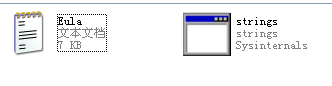 Eula
文本文档
7 KB
strings
strings
Sysinternals